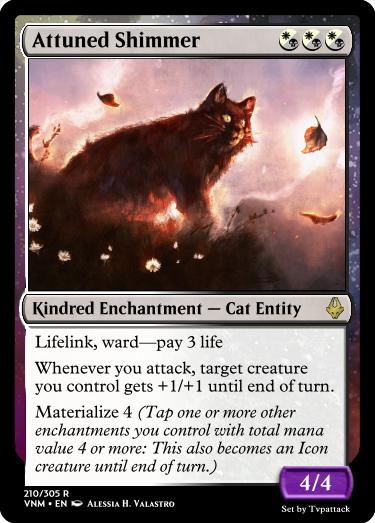 Attuned Shimmer
Kindred Enchantment — Cat Entity
Lifelink, ward—pay 3 life
Whenever you attack, target creature
you control gets +1/+1 until end of turn.
Materialize 4 (Tap one or more other
enchantments you control with total mana
value 4 or more: This also becomes an Icon
creature until end of turn.)
4/4
210/305 R
VNM • EN ALESSIA H. VALASTRO
Set by Tvpattack